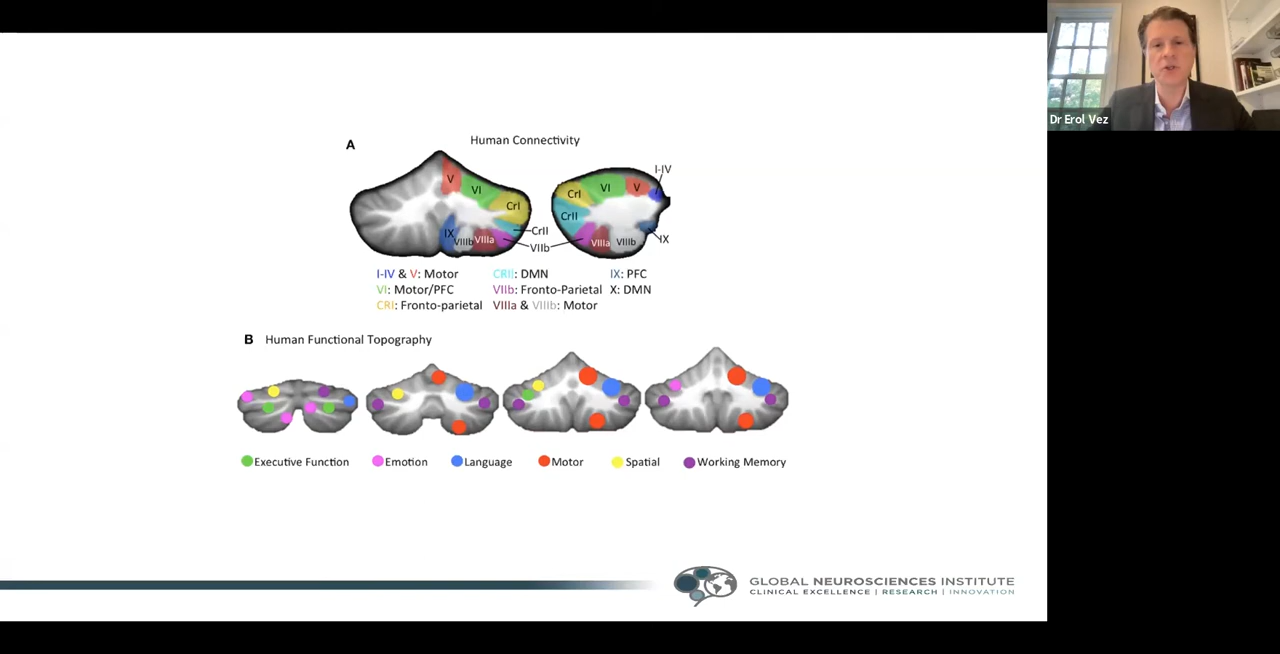 Dr Erol Vez
A
Human Connectivity
V
VI
CrI
CrII
VIIb
IX
VIIIb
VIIIa
CrI
VI
V
I-IV
CrII
VIIIa
VIIIb
IX
I-IV & V: Motor
CRII: DMN
IX: PFC
VI: Motor/PFC
VIIb: Fronto-Parietal
X: DMN
CRI: Fronto-parietal
VIIIa & VIIIb: Motor
B Human Functional Topography
Executive Function
Emotion
Language
Motor
Spatial
Working Memory
GLOBAL NEUROSCIENCES INSTITUTE
CLINICAL EXCELLENCE | RESEARCH | INNOVATION